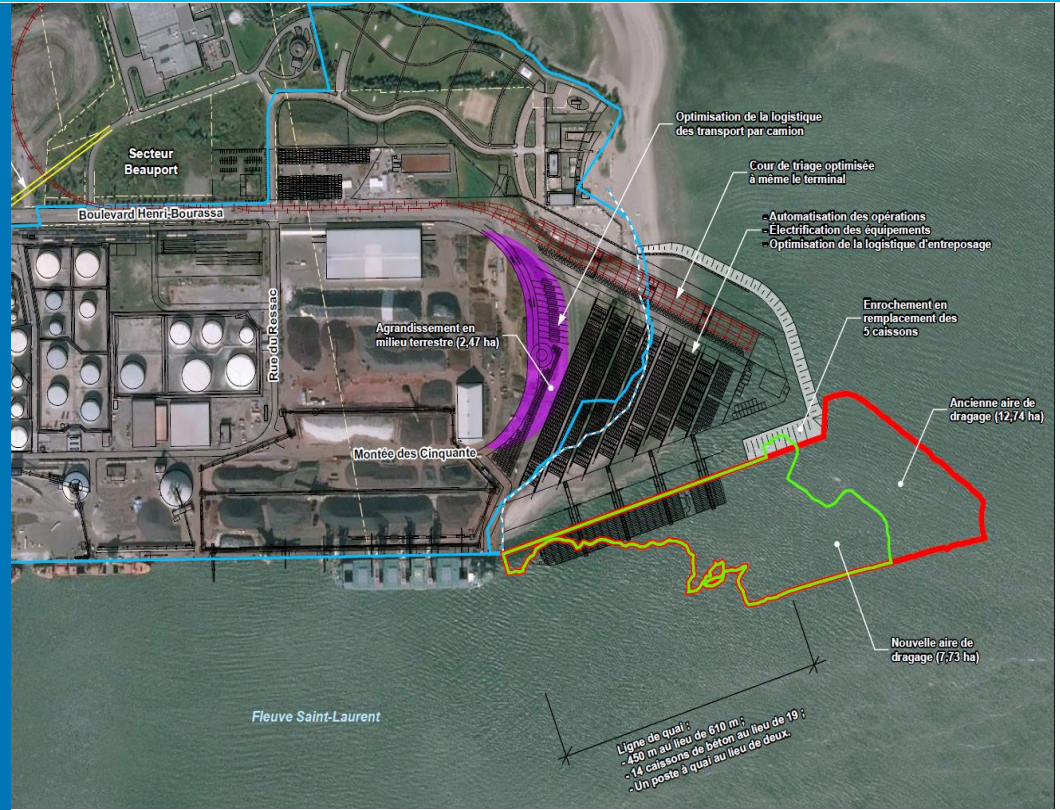 Optimisation de la logistique
des transport par camion
Secteur
Beauport
Cour de triage optimisée
à même le terminal
Boulevard Henri-Bourassa
- Automatisation des opérations
- Électrification des équipements
- Optimisation de la logistique d'entreposage
Rue du Ressac
Agrandissement en
milieu terrestre (2,47 ha)
Enrochement en
remplacement des
5 caissons
Ancienne aire de
dragage (12,74 ha)
Montée des Cinquante
Nouvelle aire de
dragage (7,73 ha)
Fleuve Saint-Laurent
Ligne de quai :
- 450 m au lieu de 610 m ;
- 14 caissons de béton au lieu de 19 ;
- Un poste à quai au lieu de deux.